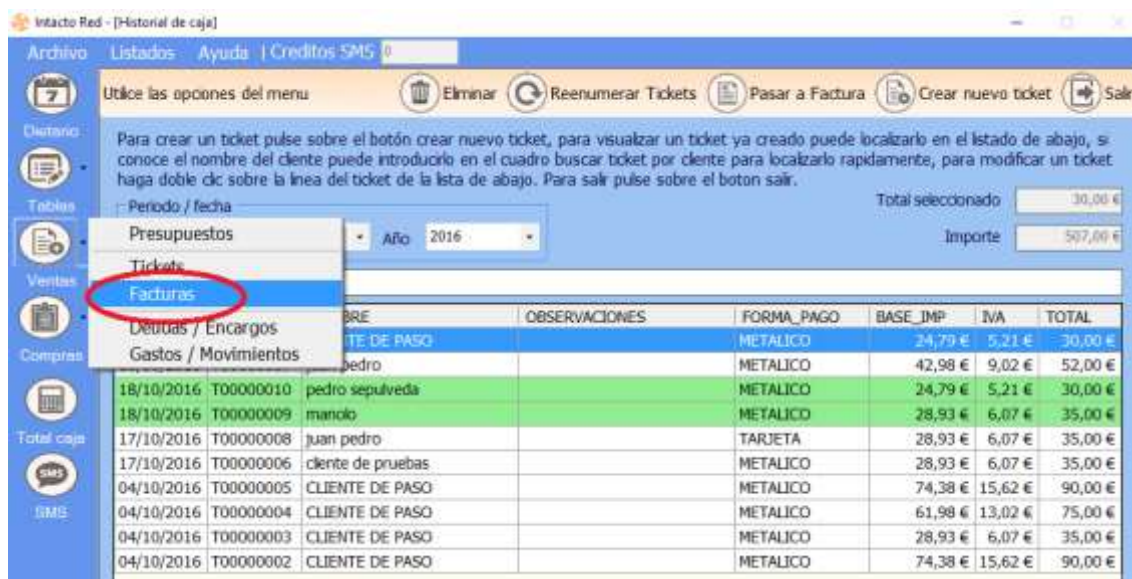 Intacto Red - [Historial de caja]
Archivo Listados Ayuda | Creditos SMS 0
7 Utilice las opciones del menu Eliminar Reenumerar Tickets Pasar a Factura Crear nuevo ticket Salir
Dietario
Para crear un ticket pulse sobre el botón crear nuevo ticket, para visualizar un ticket ya creado puede localizarlo en el listado de abajo, si
conoce el nombre del cliente puede introducirlo en el cuadro buscar ticket por cliente para localizarlo rapidamente, para modificar un ticket
haga doble clic sobre la linea del ticket de la lista de abajo. Para salir pulse sobre el boton salir.
Tablas
Periodo / fecha
Total seleccionado 30,00 €
Presupuestos
Año 2016
Importe 507,00 €
Tickets
Ventas
Facturas
Deudas / Encargos
Gastos / Movimientos
Compras
BRE OBSERVACIONES FORMA_PAGO BASE_IMP IVA TOTAL
TE DE PASO METALICO 24,79 € 5,21 € 30,00 €
pedro METALICO 42,98 € 9,02 € 52,00 €
18/10/2016 T00000010 pedro sepulveda METALICO 24,79 € 5,21 € 30,00 €
18/10/2016 T00000009 manolo METALICO 28,93 € 6,07 € 35,00 €
Total caja
17/10/2016 T00000008 juan pedro TARJETA 28,93 € 6,07 € 35,00 €
17/10/2016 T00000006 cliente de pruebas METALICO 28,93 € 6,07 € 35,00 €
04/10/2016 T00000005 CLIENTE DE PASO METALICO 74,38 € 15,62 € 90,00 €
SMS
SMS
04/10/2016 T00000004 CLIENTE DE PASO METALICO 61,98 € 13,02 € 75,00 €
04/10/2016 T00000003 CLIENTE DE PASO METALICO 28,93 € 6,07 € 35,00 €
04/10/2016 T00000002 CLIENTE DE PASO METALICO 74,38 € 15,62 € 90,00 €